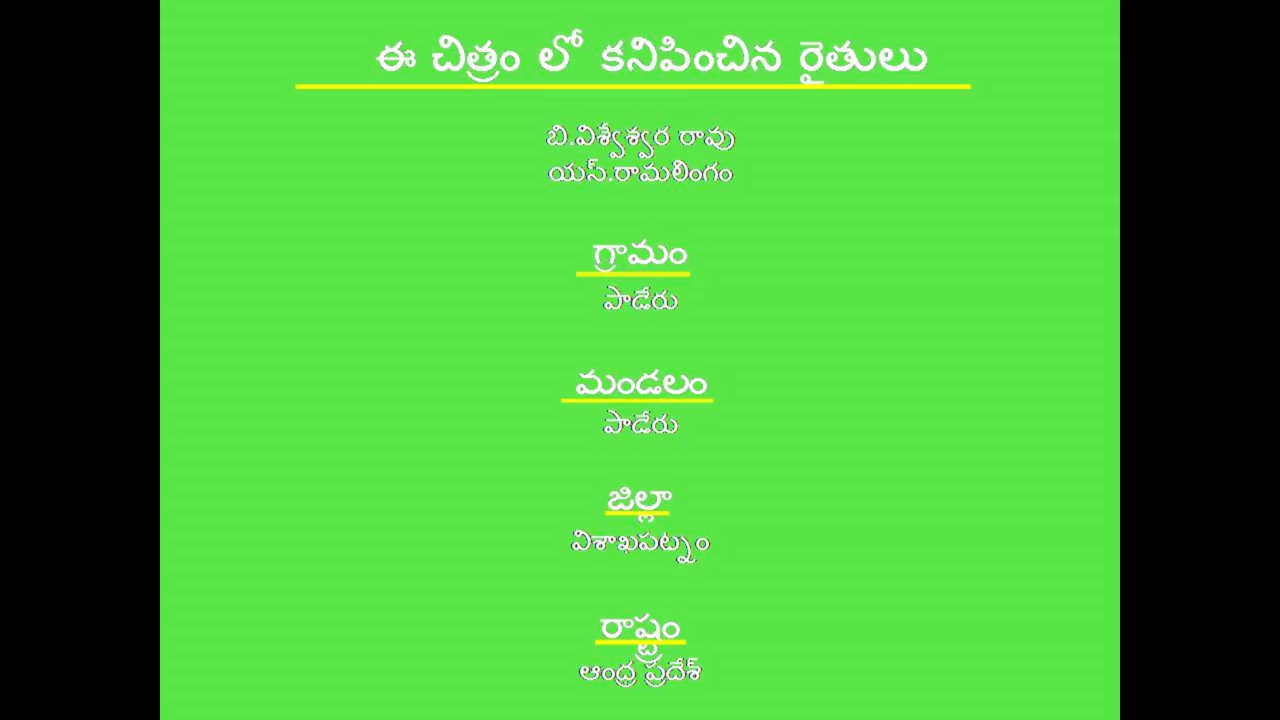 ఈ చిత్రం లో కనిపించిన రైతులు
బి.విశ్వేశ్వర రావు
యస్.రామలింగం
గ్రామం
పాడేరు
మండలం
పాడేరు
జిల్లా
విశాఖపట్నం
రాష్ట్రం
ఆంధ్ర ప్రదేశ్